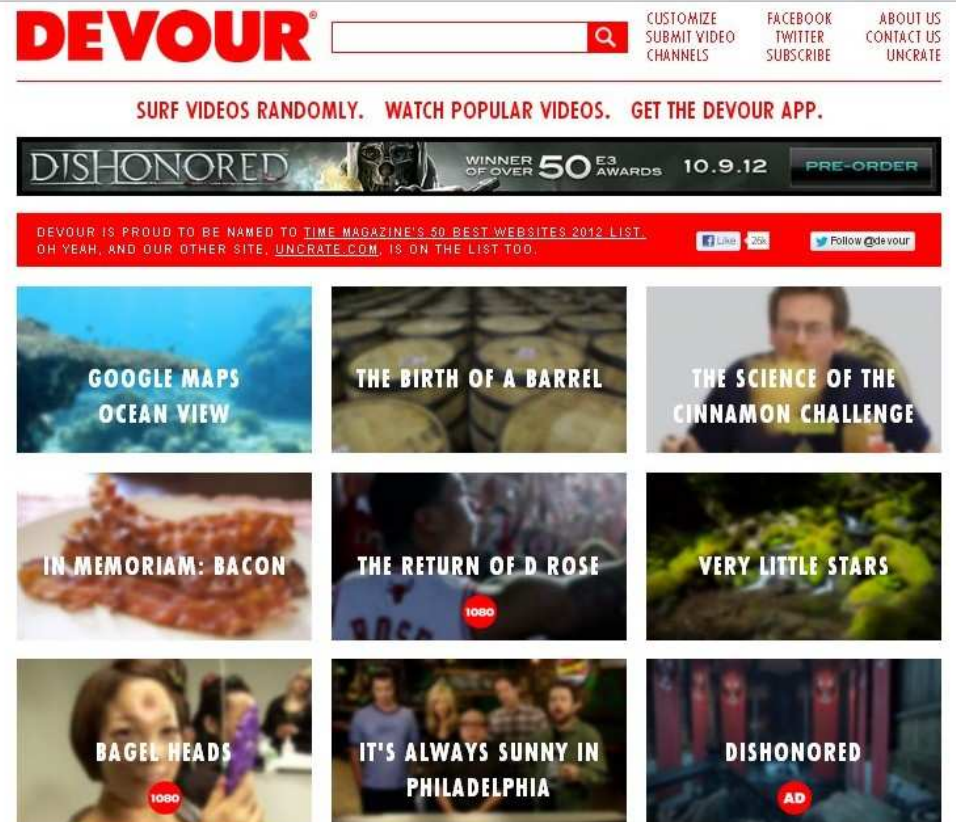 DEVOUR®
CUSTOMIZE FACEBOOK ABOUT US
SUBMIT VIDEO TWITTER CONTACT US
CHANNELS SUBSCRIBE UNCRATE
SURF VIDEOS RANDOMLY. WATCH POPULAR VIDEOS. GET THE DEVOUR APP.
DISHONORED WINNER OF OVER 50 E3 AWARDS 10.9.12 PRE-ORDER
DEVOUR IS PROUD TO BE NAMED TO TIME MAGAZINE'S 50 BEST WEBSITES 2012 LIST.
OH YEAH, AND OUR OTHER SITE, UNCRATE.COM, IS ON THE LIST TOO.
Like 26k Follow @devour
GOOGLE MAPS
OCEAN VIEW
THE BIRTH OF A BARREL
THE SCIENCE OF THE
CINNAMON CHALLENGE
IN MEMORIAM: BACON
THE RETURN OF D ROSE
1080
VERY LITTLE STARS
BAGEL HEADS
1080
IT'S ALWAYS SUNNY IN
PHILADELPHIA
DISHONORED
AD